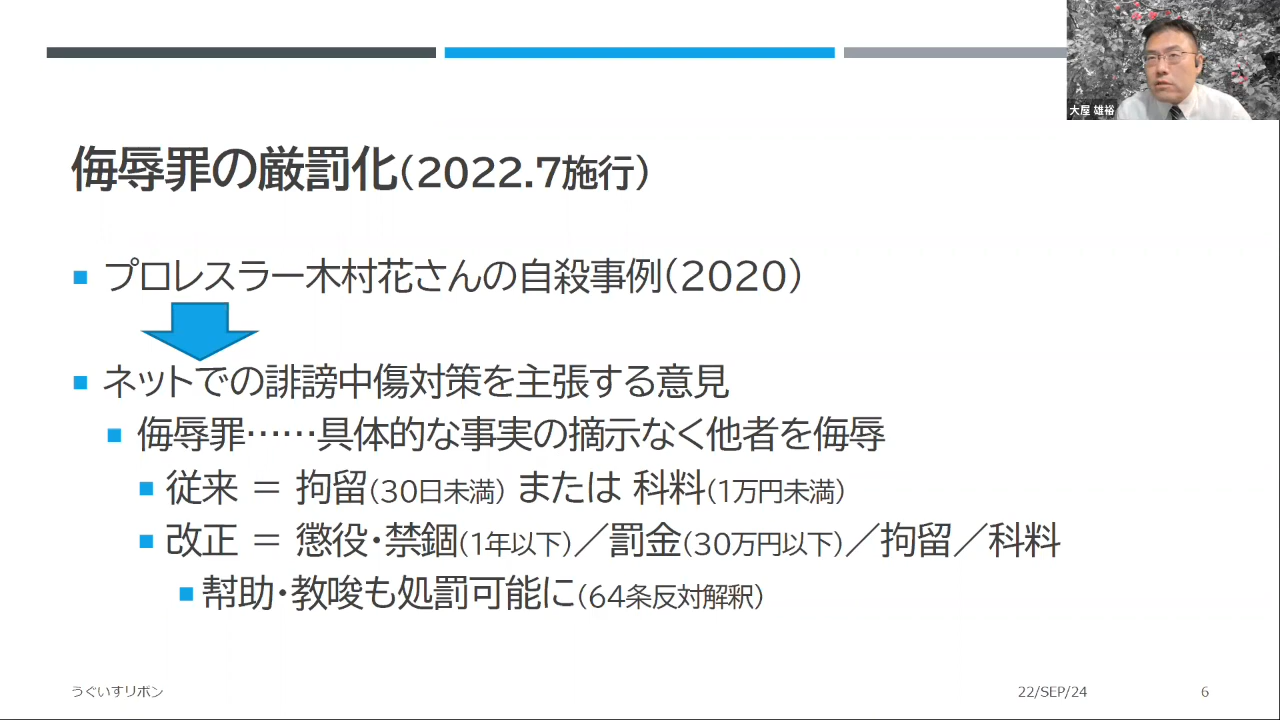 大屋 雄裕
侮辱罪の厳罰化(2022.7施行)
プロレスラー木村花さんの自殺事例(2020)
ネットでの誹謗中傷対策を主張する意見
侮辱罪……具体的な事実の摘示なく他者を侮辱
従来 = 拘留(30日未満) または 科料(1万円未満)
改正 = 懲役・禁錮(1年以下)／罰金(30万円以下)／拘留／科料
幇助・教唆も処罰可能に(64条反対解釈)
うぐいすリボン 22/SEP/24 6